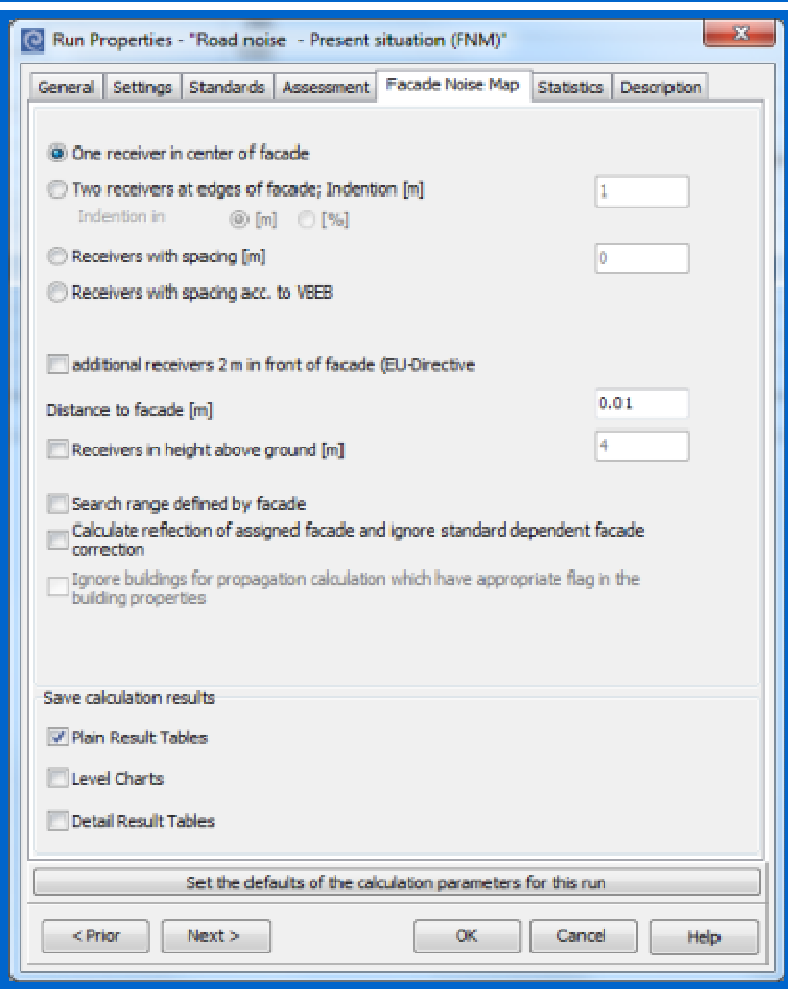 Run Properties - "Road noise - Present situation (FNM)"
General Settings Standards Assessment Facade Noise Map Statistics Description
One receiver in center of facade
Two receivers at edges of facade; Indention [m] 1
Indention in [m] [%]
Receivers with spacing [m] 0
Receivers with spacing acc. to VBEB
additional receivers 2 m in front of facade (EU-Directive
Distance to facade [m] 0.01
Receivers in height above ground [m] 4
Search range defined by facade
Calculate reflection of assigned facade and ignore standard dependent facade
correction
Ignore buildings for propagation calculation which have appropriate flag in the
building properties
Save calculation results
Plain Result Tables
Level Charts
Detail Result Tables
Set the defaults of the calculation parameters for this run
< Prior Next > OK Cancel Help